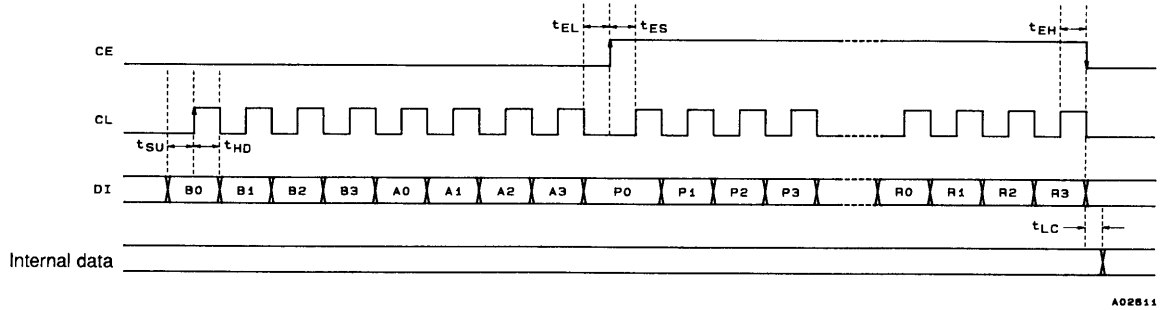 tEL tES tEH
CE
CL
tSU tHD
DI B0 B1 B2 B3 A0 A1 A2 A3 P0 P1 P2 P3 R0 R1 R2 R3
tLC
Internal data
A02611